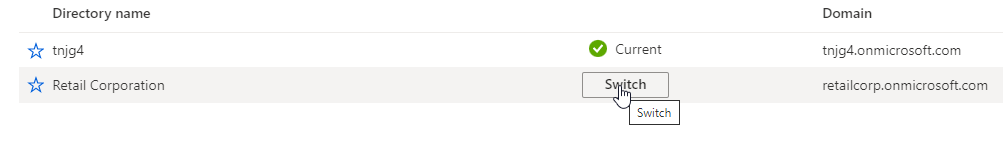 Directory name Domain
tnjg4 Current tnjg4.onmicrosoft.com
Retail Corporation Switch retailcorp.onmicrosoft.com
Switch